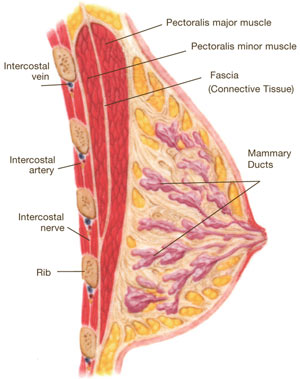 Pectoralis major muscle
Pectoralis minor muscle
Intercostal
vein
Fascia
(Connective Tissue)
Intercostal
artery
Mammary
Ducts
Intercostal
nerve
Rib